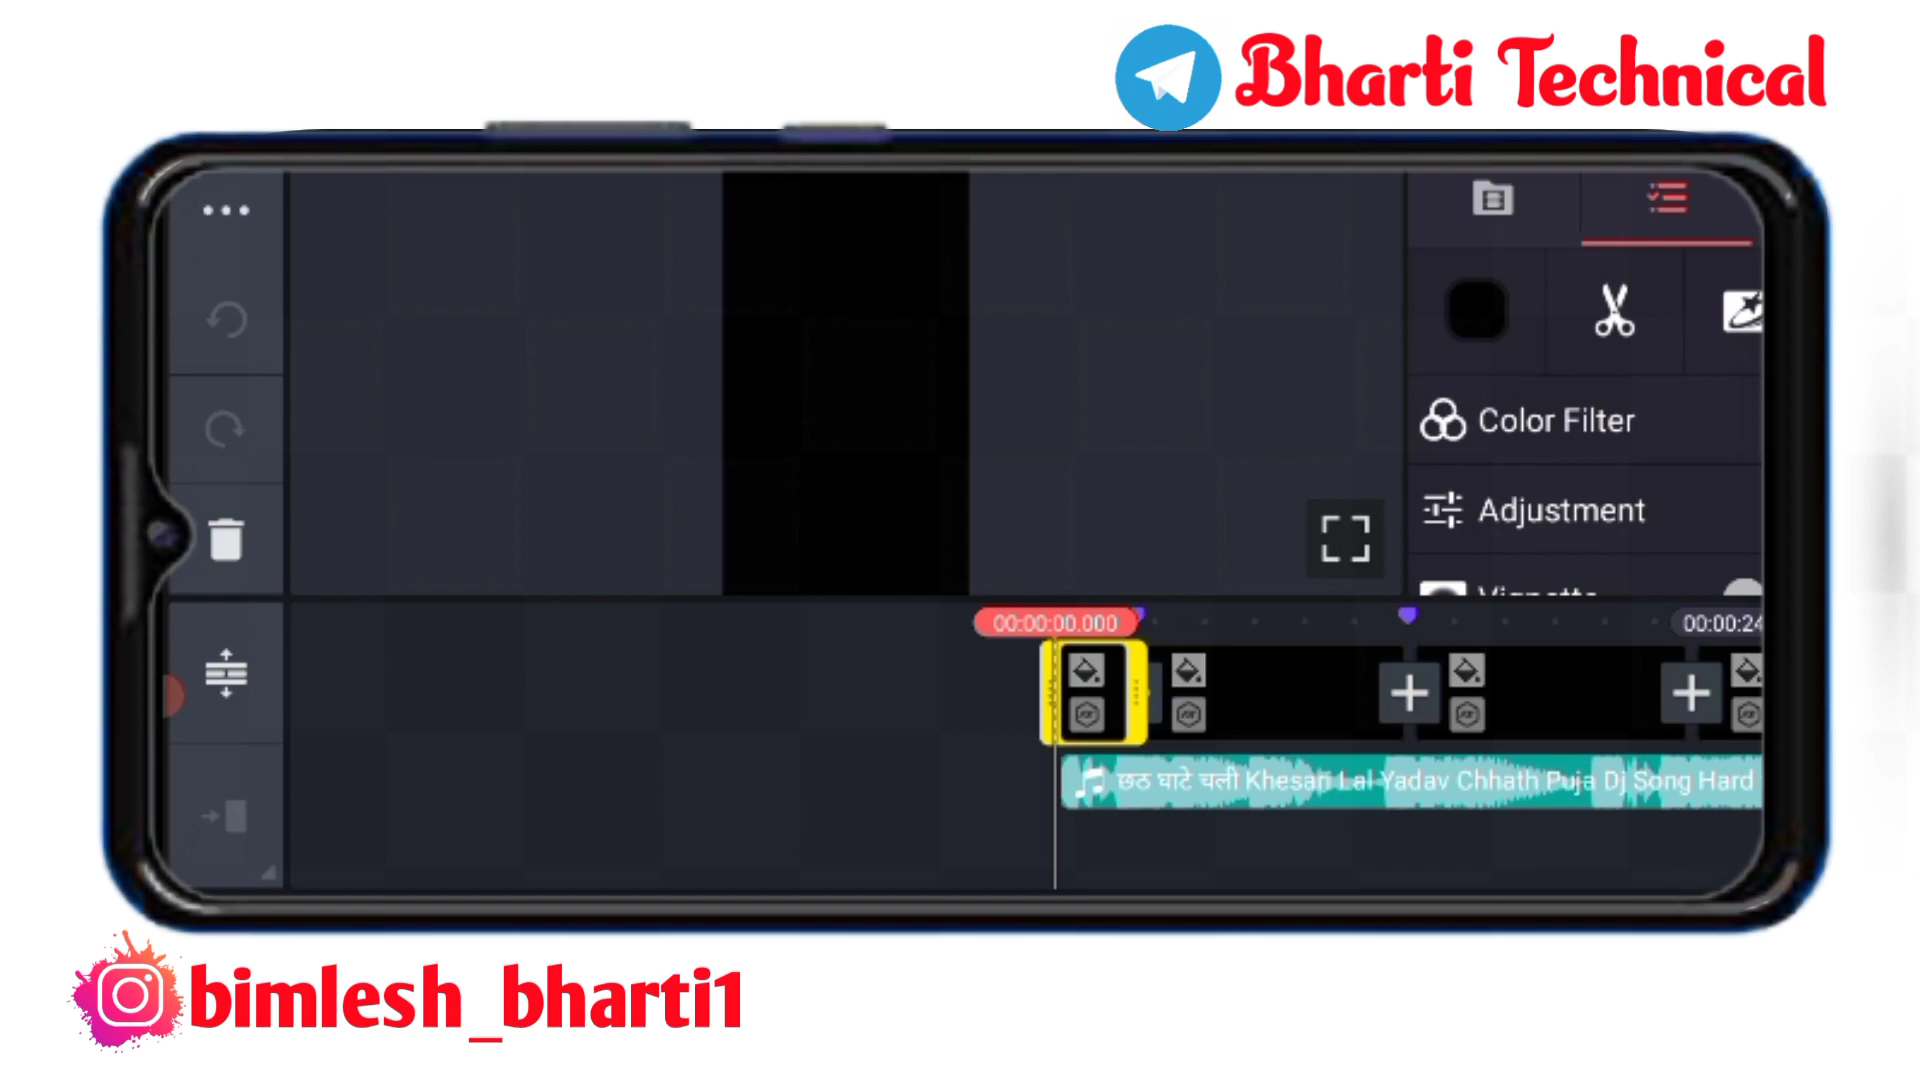 Bharti Technical
Color Filter
Adjustment
Vignette
00:00:00.000
00:00:24
छठ घाटे चली Khesari Lal Yadav Chhath Puja Dj Song Hard
bimlesh_bharti1